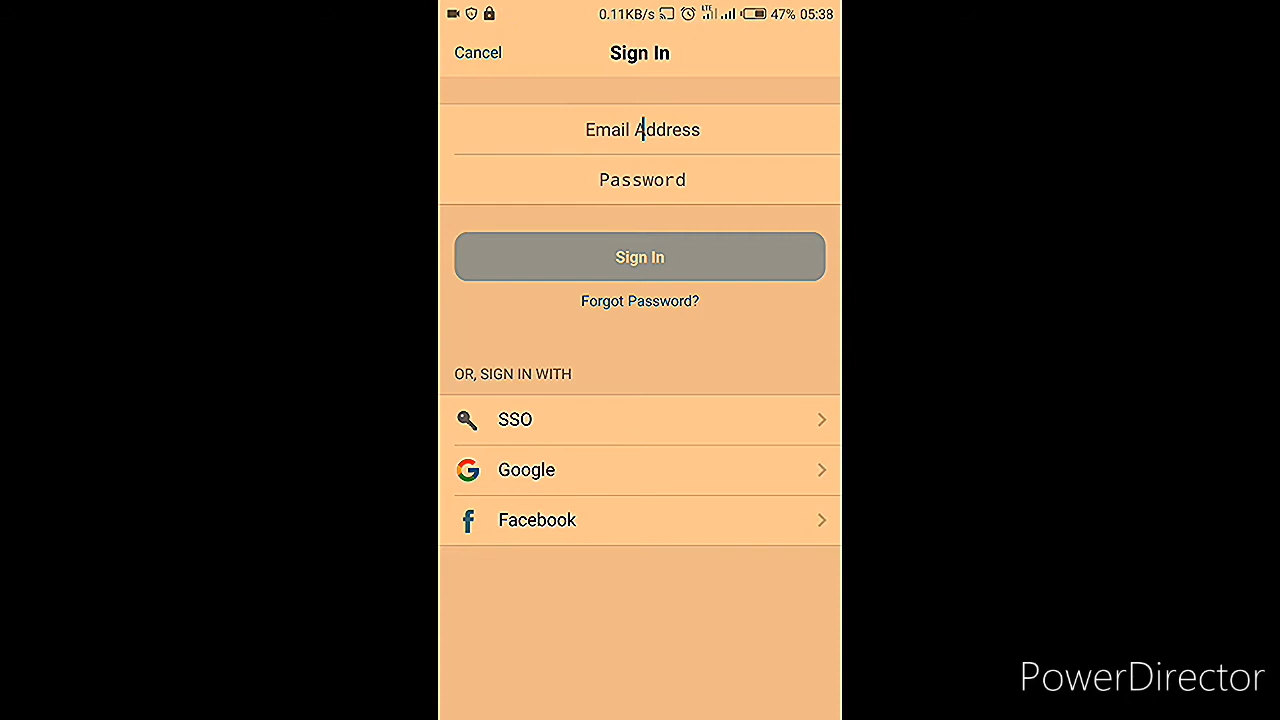 0.11KB/s LTE 47% 05:38
Cancel Sign In
Email Address
Password
Sign In
Forgot Password?
OR, SIGN IN WITH
SSO
Google
Facebook
PowerDirector